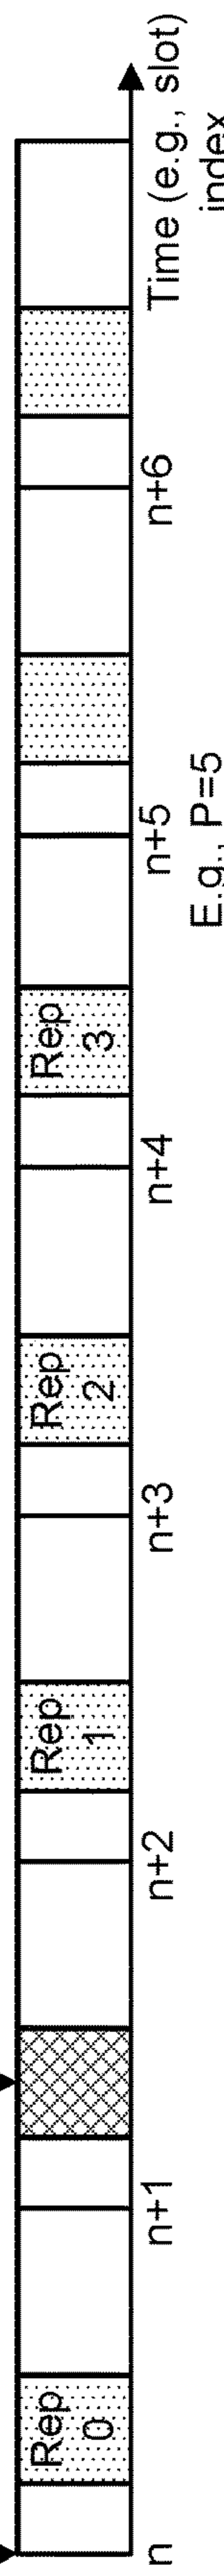 Rep
0
Rep
1
Rep
2
Rep
3
n
n+1
n+2
n+3
n+4
n+5
n+6
Time (e.g., slot)
index
E.g., P=5